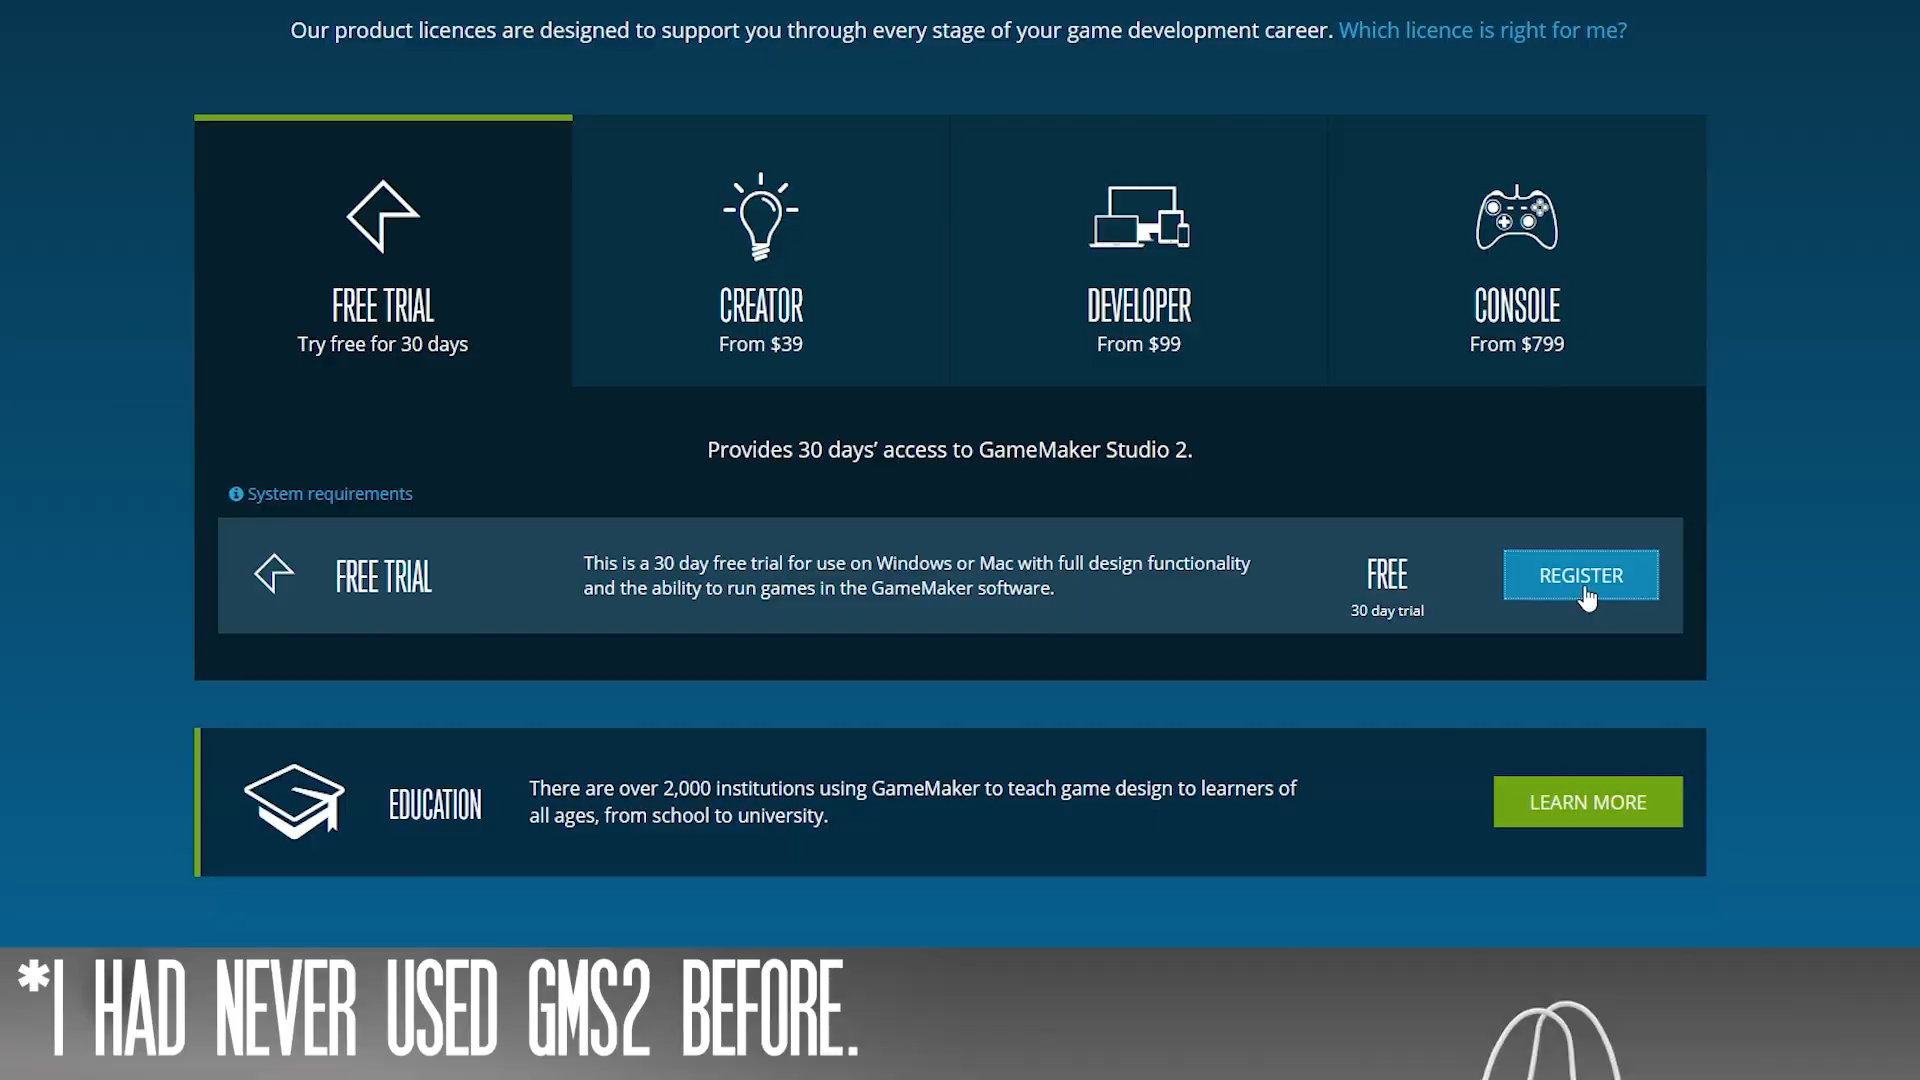 Our product licences are designed to support you through every stage of your game development career. Which licence is right for me?
FREE TRIAL
Try free for 30 days
CREATOR
From $39
DEVELOPER
From $99
CONSOLE
From $799
Provides 30 days’ access to GameMaker Studio 2.
System requirements
FREE TRIAL
This is a 30 day free trial for use on Windows or Mac with full design functionality
and the ability to run games in the GameMaker software.
FREE
30 day trial
REGISTER
EDUCATION
There are over 2,000 institutions using GameMaker to teach game design to learners of
all ages, from school to university.
LEARN MORE
*I HAD NEVER USED GMS2 BEFORE.